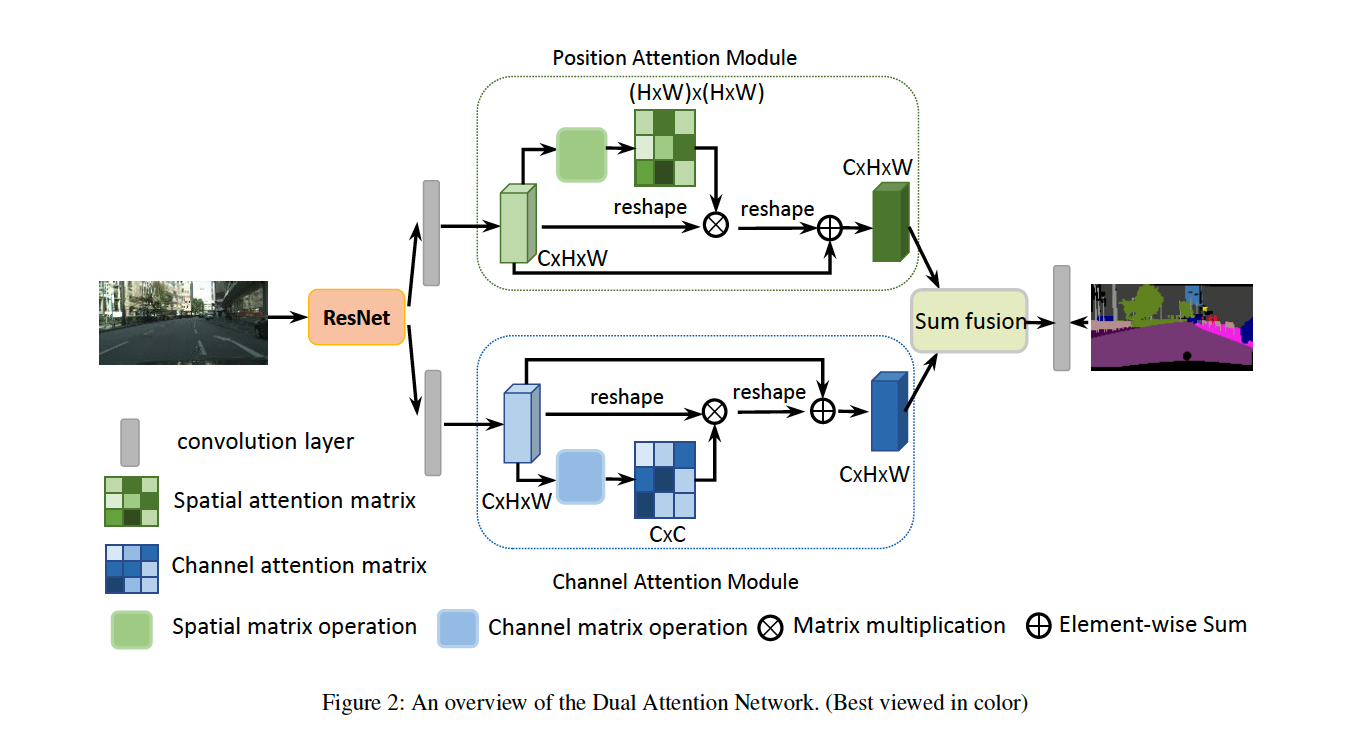 Position Attention Module
(HxW)x(HxW)
CxHxW
reshape
reshape
CxHxW
ResNet
Sum fusion
reshape
reshape
CxHxW
CxHxW
CxC
Channel Attention Module
convolution layer
Spatial attention matrix
Channel attention matrix
Spatial matrix operation
Channel matrix operation
Matrix multiplication
Element-wise Sum
Figure 2: An overview of the Dual Attention Network. (Best viewed in color)